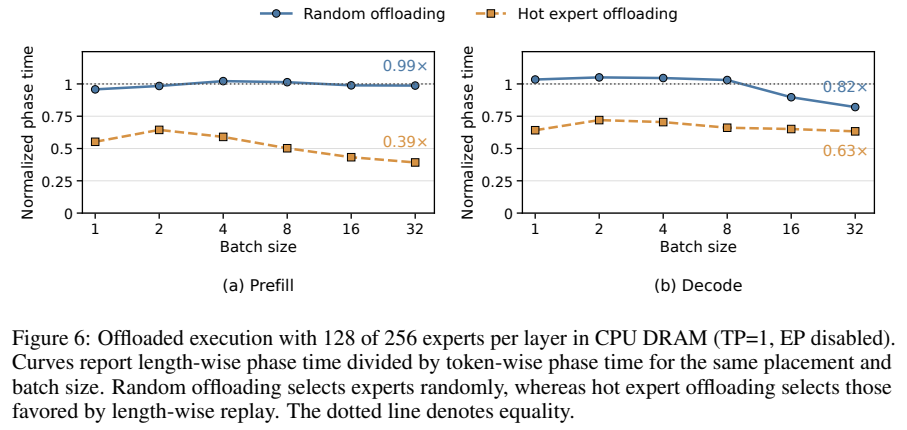 Random offloading    Hot expert offloading
Normalized phase time
1
0.75
0.5
0.25
0
0.99×
0.39×
1 2 4 8 16 32
Batch size
(a) Prefill
Normalized phase time
1
0.75
0.5
0.25
0
0.82×
0.63×
1 2 4 8 16 32
Batch size
(b) Decode
Figure 6: Offloaded execution with 128 of 256 experts per layer in CPU DRAM (TP=1, EP disabled).
Curves report length-wise phase time divided by token-wise phase time for the same placement and
batch size. Random offloading selects experts randomly, whereas hot expert offloading selects those
favored by length-wise replay. The dotted line denotes equality.